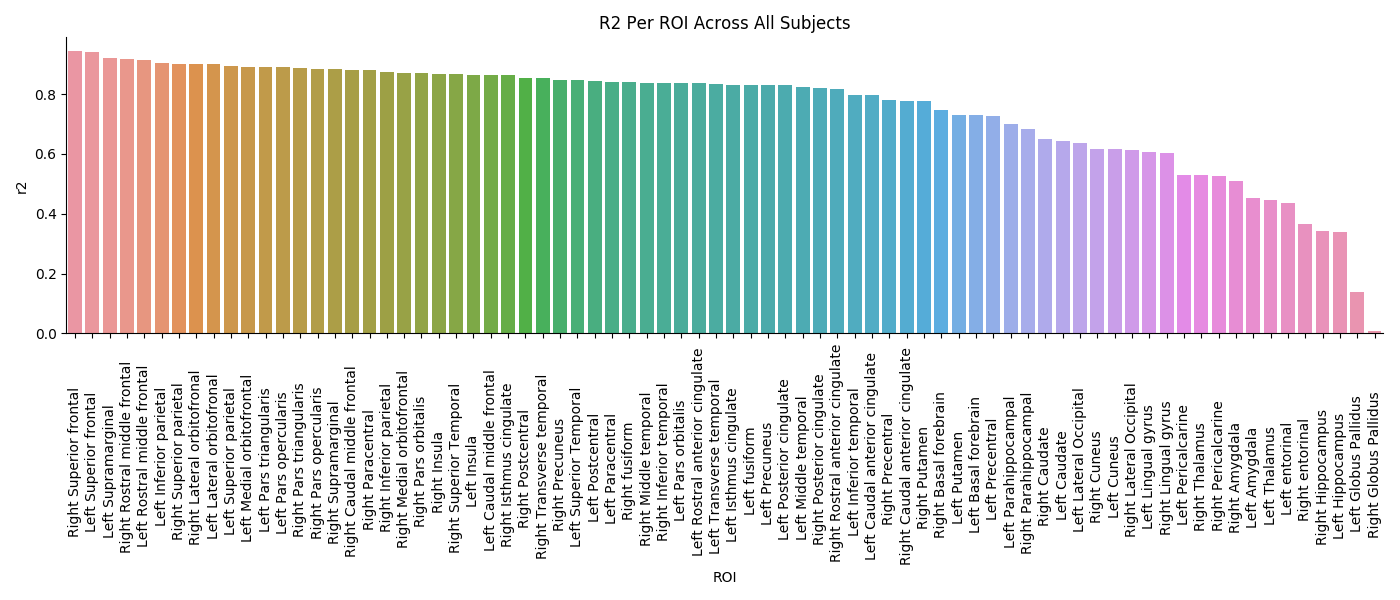 R2 Per ROI Across All Subjects
r2
0.8
0.6
0.4
0.2
0.0
Right Superior frontal
Left Superior frontal
Left Supramarginal
Right Rostral middle frontal
Left Rostral middle frontal
Left Inferior parietal
Right Superior parietal
Right Lateral orbitofronal
Left Lateral orbitofronal
Left Superior parietal
Left Medial orbitofrontal
Left Pars triangularis
Left Pars opercularis
Right Pars triangularis
Right Pars opercularis
Right Supramarginal
Right Caudal middle frontal
Right Paracentral
Right Inferior parietal
Right Medial orbitofrontal
Right Pars orbitalis
Right Insula
Right Superior Temporal
Left Insula
Left Caudal middle frontal
Right Isthmus cingulate
Right Postcentral
Right Transverse temporal
Right Precuneus
Left Superior Temporal
Left Postcentral
Left Paracentral
Right fusiform
Right Middle temporal
Right Inferior temporal
Left Pars orbitalis
Left Rostral anterior cingulate
Left Transverse temporal
Left Isthmus cingulate
Left fusiform
Left Precuneus
Left Posterior cingulate
Left Middle temporal
Right Posterior cingulate
Right Rostral anterior cingulate
Left Inferior temporal
Left Caudal anterior cingulate
Right Precentral
Right Caudal anterior cingulate
Right Putamen
Right Basal forebrain
Left Putamen
Left Basal forebrain
Left Precentral
Left Parahippocampal
Right Parahippocampal
Right Caudate
Left Caudate
Left Lateral Occipital
Right Cuneus
Left Cuneus
Right Lateral Occipital
Left Lingual gyrus
Right Lingual gyrus
Left Pericalcarine
Right Thalamus
Right Pericalcarine
Right Amygdala
Left Amygdala
Left Thalamus
Left entorinal
Right entorinal
Right Hippocampus
Left Hippocampus
Left Globus Pallidus
Right Globus Pallidus
ROI